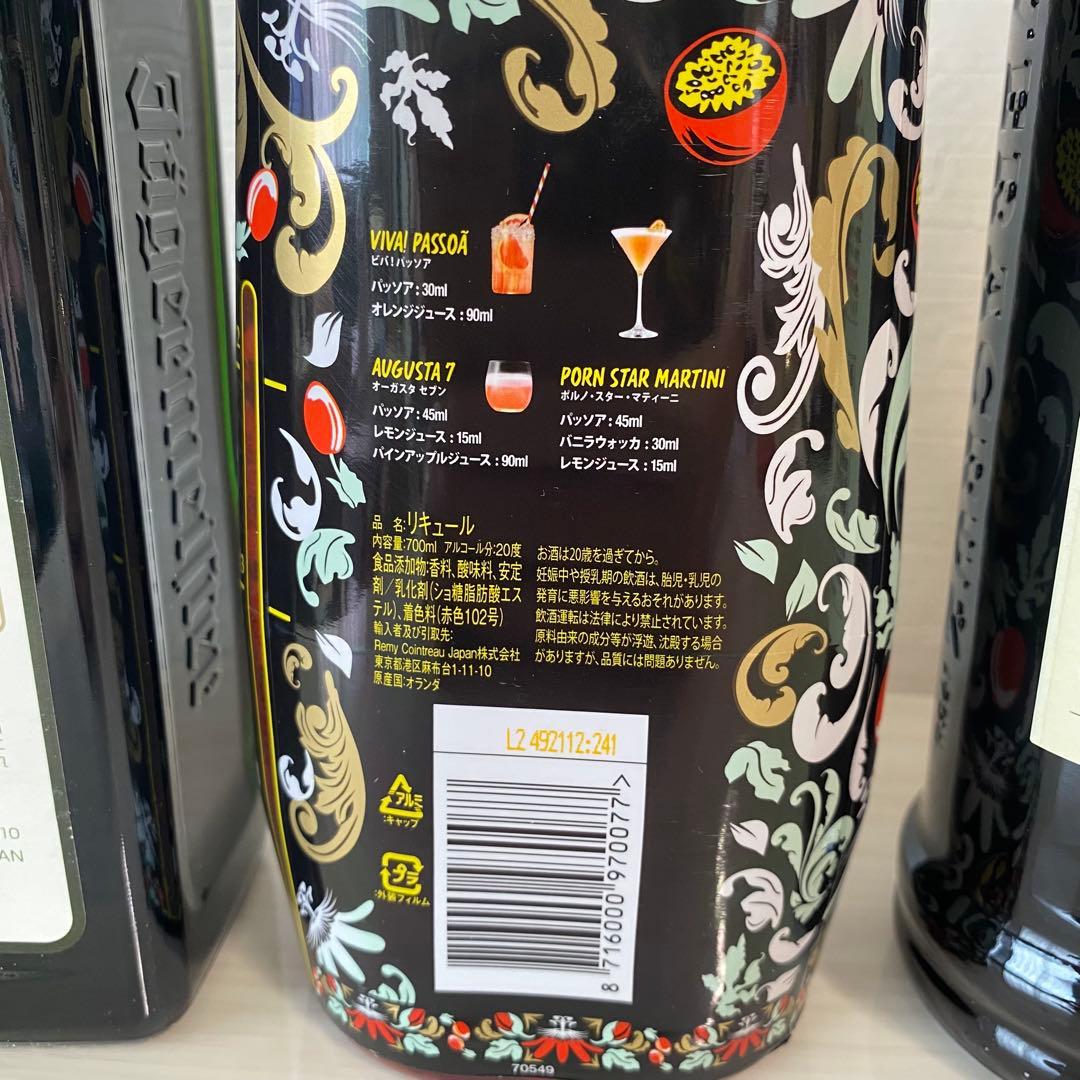 VIVA! PASSOÃ
ビバ！パッソア
パッソア：30ml
オレンジジュース：90ml
AUGUSTA 7
オーガスタ セブン
パッソア：45ml
レモンジュース：15ml
パインアップルジュース：90ml
PORN STAR MARTINI
ポルノ・スター・マティーニ
パッソア：45ml
バニラウォッカ：30ml
レモンジュース：15ml
品 名:リキュール
内容量:700ml アルコール分:20度
食品添加物:香料、酸味料、安定
剤/乳化剤(ショ糖脂肪酸エス
テル)、着色料(赤色102号)
輸入者及び引取先:
Remy Cointreau Japan株式会社
東京都港区麻布台1-11-10
原産国:オランダ
お酒は20歳を過ぎてから。
妊娠中や授乳期の飲酒は、胎児・乳児の
発育に悪影響を与えるおそれがあります。
飲酒運転は法律により禁止されています。
原料由来の成分等が浮遊、沈殿する場合
がありますが、品質には問題ありません。
L2 492112:241
アルミ
:キャップ
プラ
:外装フィルム
8 716000 970077 >
70549
10
AN